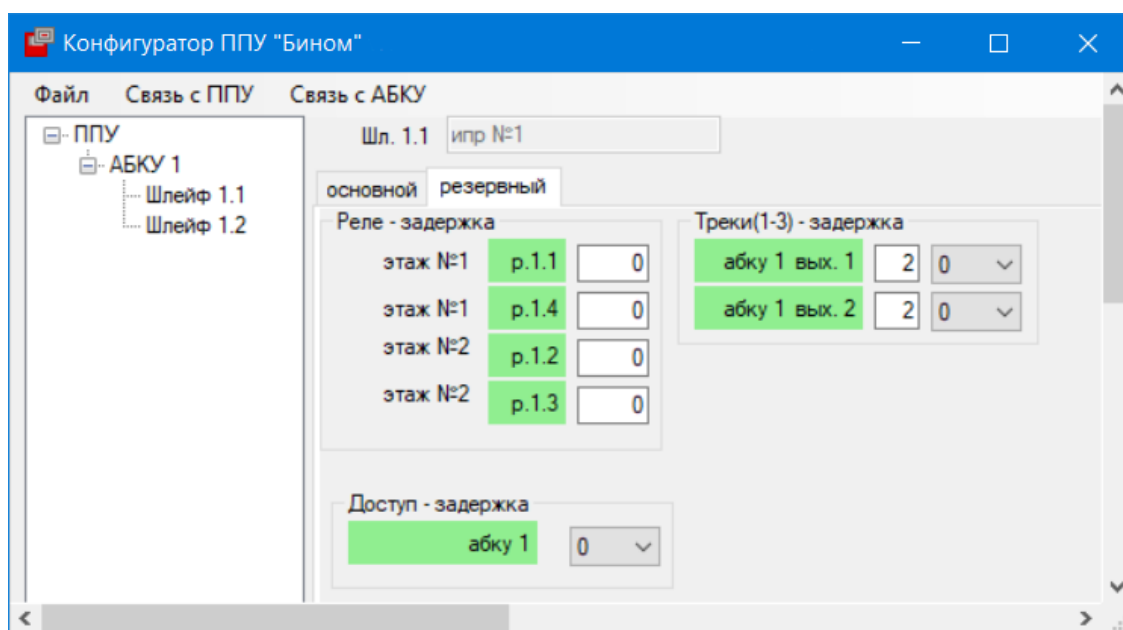 Конфигуратор ППУ "Бином"
Файл Связь с ППУ Связь с АБКУ
ППУ
АБКУ 1
Шлейф 1.1
Шлейф 1.2
Шл. 1.1 ипр №1
основной резервный
Реле - задержка
этаж №1 р.1.1 0
этаж №1 р.1.4 0
этаж №2 р.1.2 0
этаж №2 р.1.3 0
Треки(1-3) - задержка
абку 1 вых. 1 2 0
абку 1 вых. 2 2 0
Доступ - задержка
абку 1 0